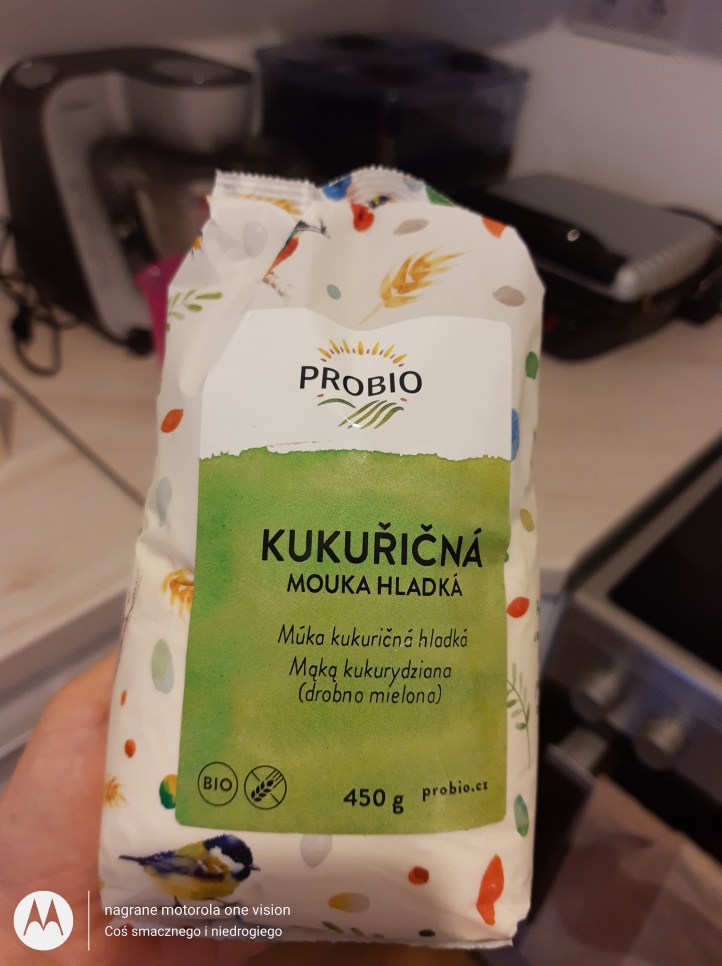 PROBIO
KUKUŘIČNÁ
MOUKA HLADKÁ
Múka kukuričná hladká
Mąką kukurydziana
(drobno mielona)
BIO
450 g probio.cz
nagrane motorola one vision
Coś smacznego i niedrogiego